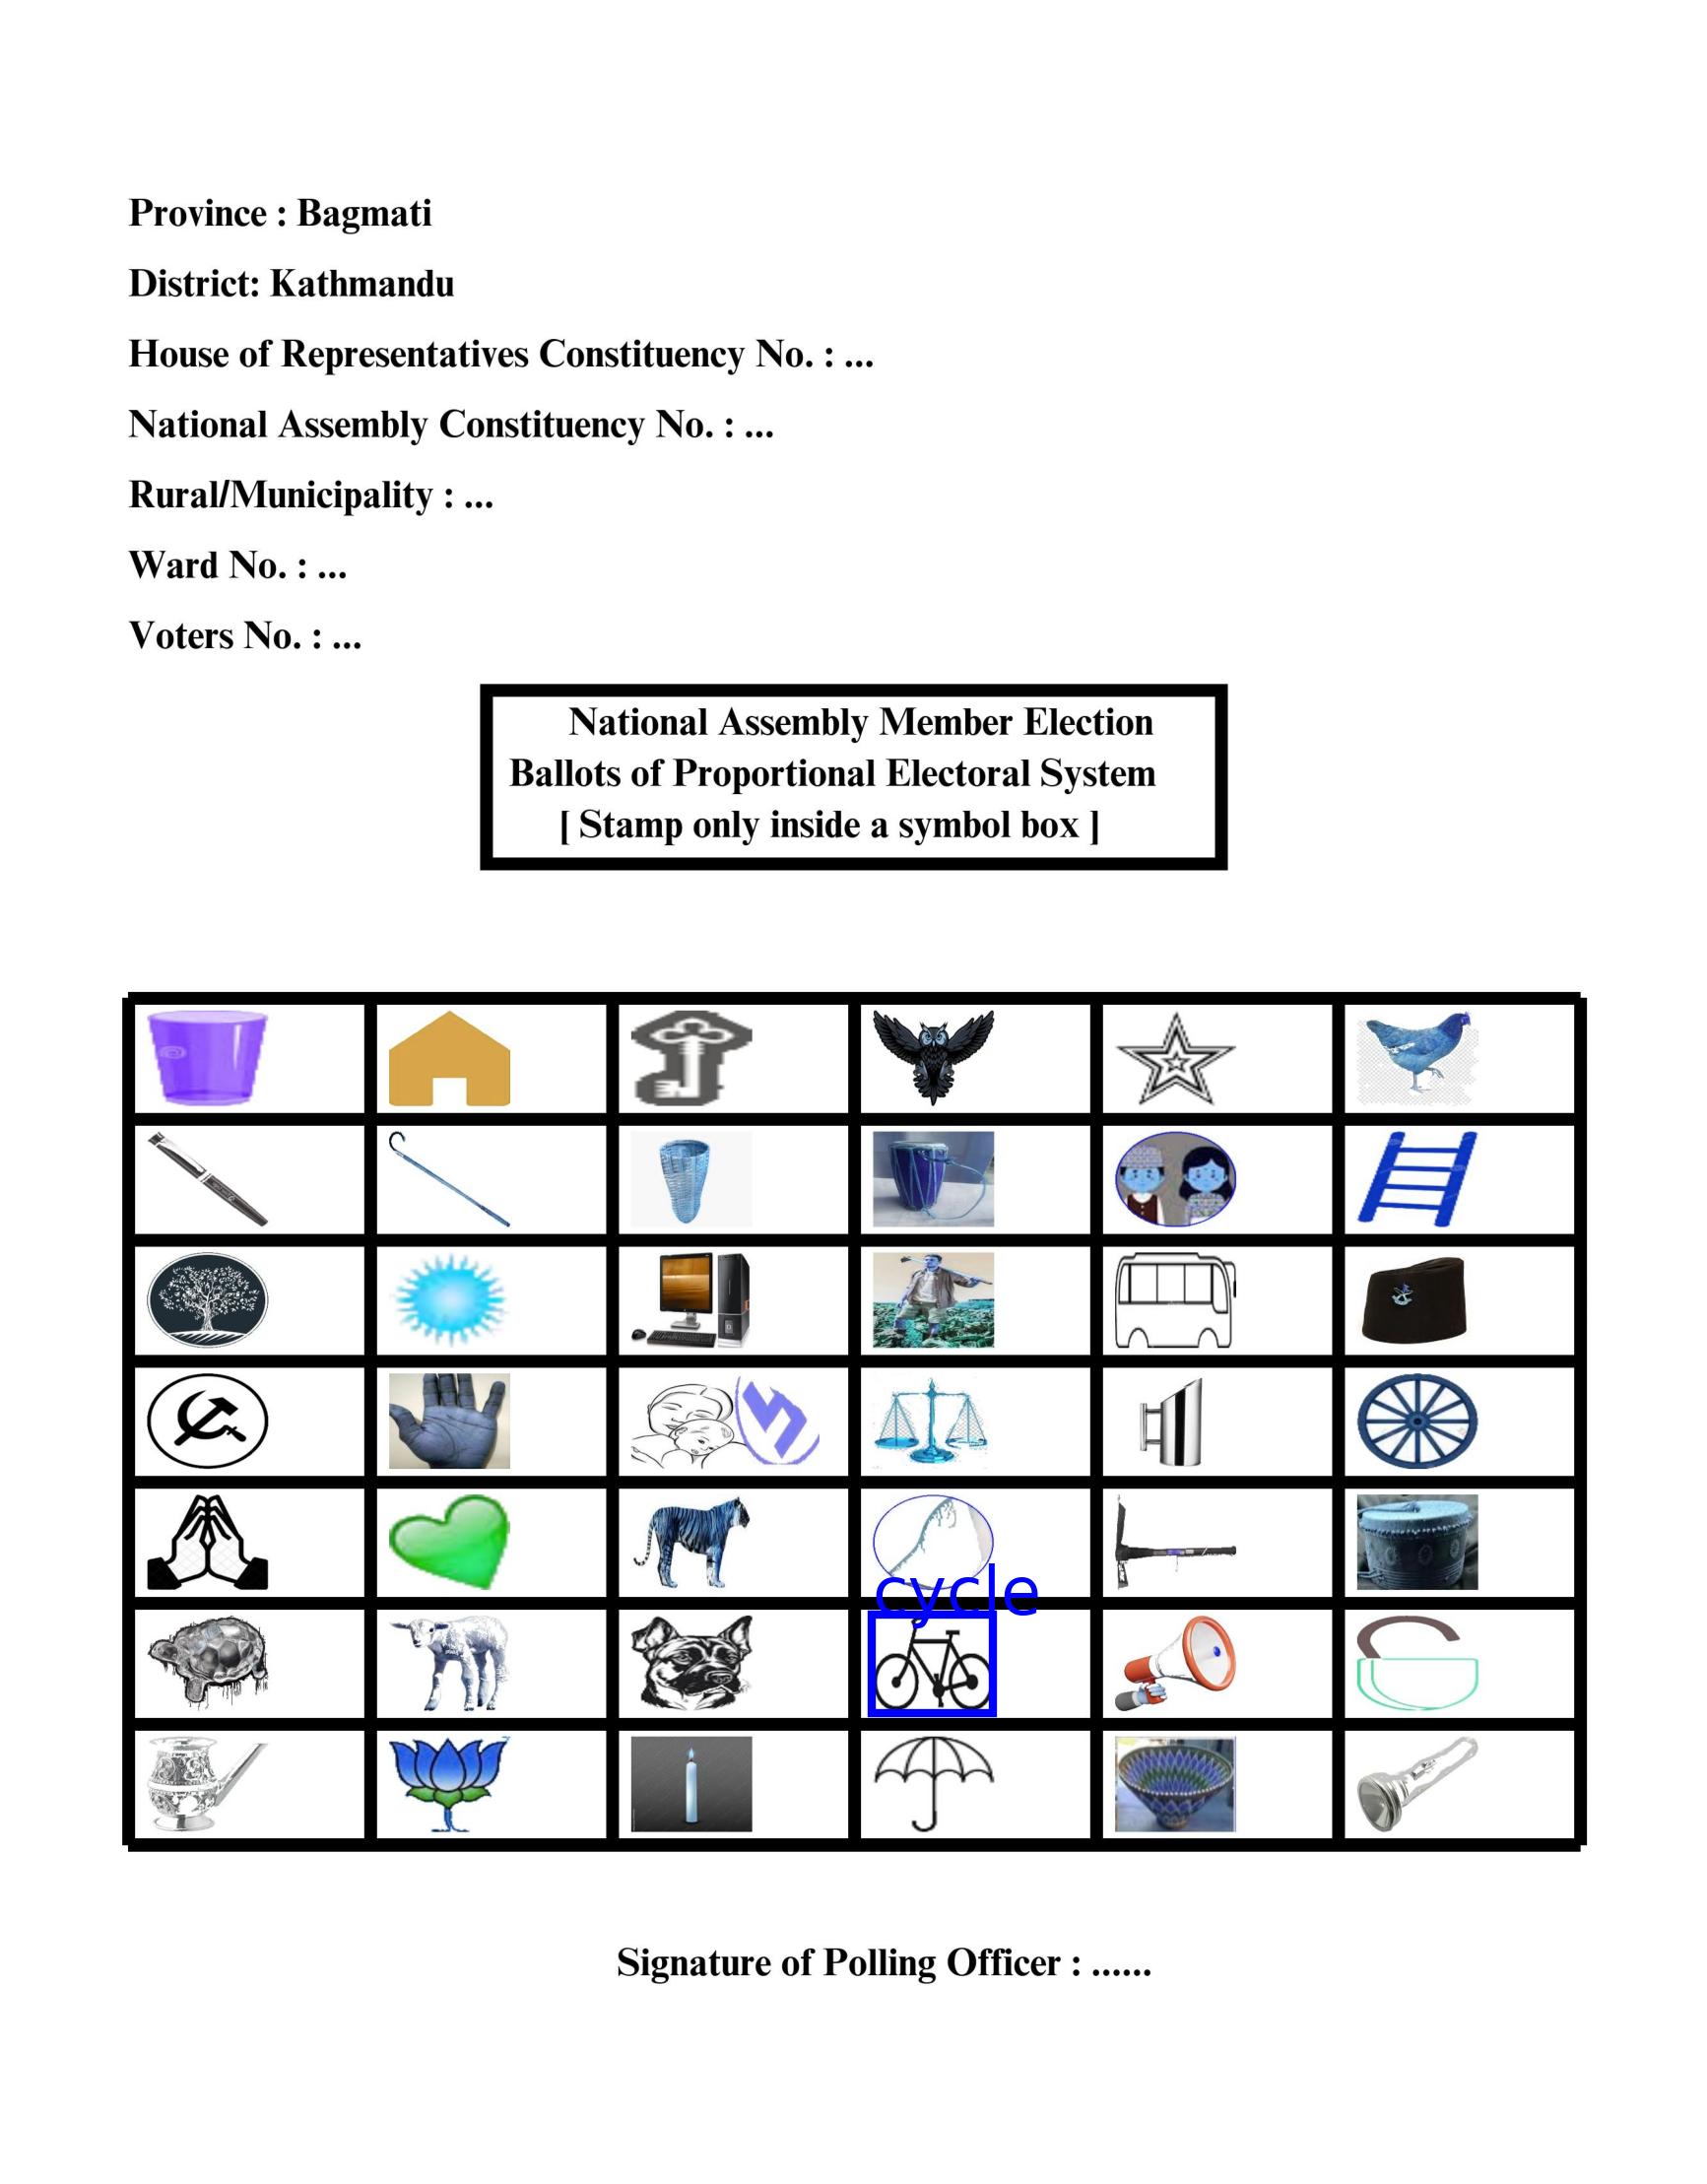 Province : Bagmati
District: Kathmandu
House of Representatives Constituency No. : ...
National Assembly Constituency No. : ...
Rural/Municipality : ...
Ward No. : ...
Voters No. : ...
National Assembly Member Election
Ballots of Proportional Electoral System
[ Stamp only inside a symbol box ]
cycle
Signature of Polling Officer : ......